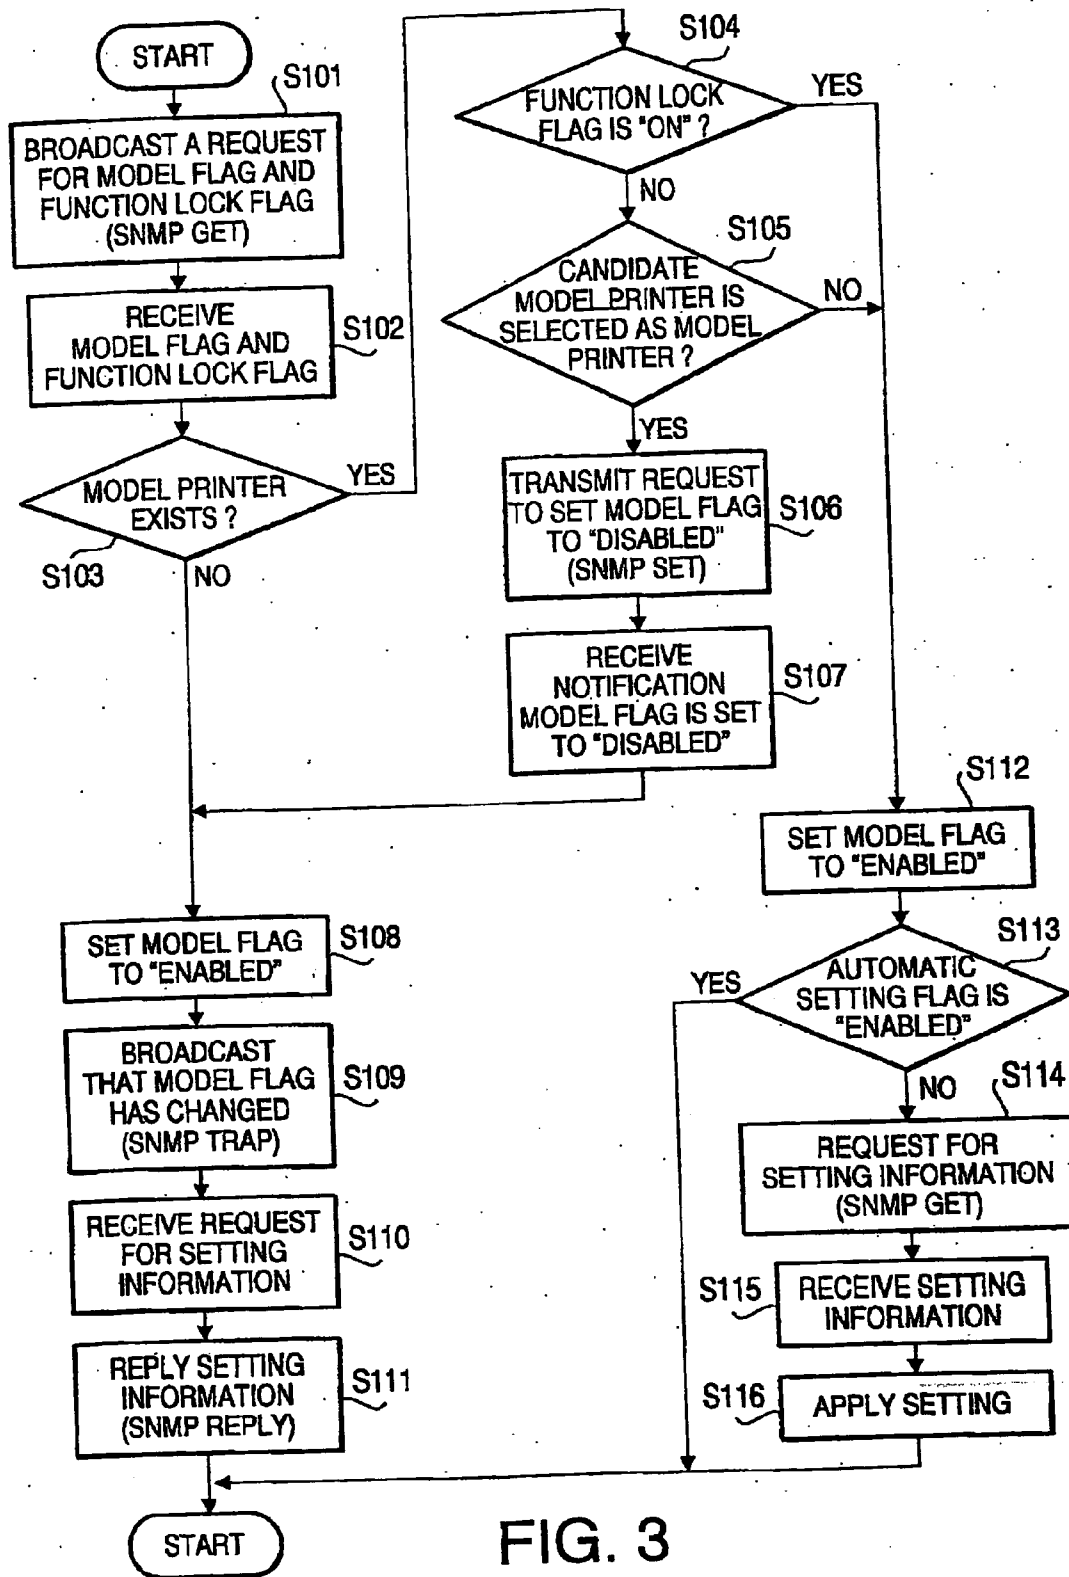 START
S101
BROADCAST A REQUEST
FOR MODEL FLAG AND
FUNCTION LOCK FLAG
(SNMP GET)
RECEIVE
MODEL FLAG AND
FUNCTION LOCK FLAG
S102
MODEL PRINTER
EXISTS ?
YES
S103
NO
S104
FUNCTION LOCK
FLAG IS "ON" ?
YES
NO
S105
CANDIDATE
MODEL PRINTER IS
SELECTED AS MODEL
PRINTER ?
NO
YES
TRANSMIT REQUEST
TO SET MODEL FLAG
TO "DISABLED"
(SNMP SET)
S106
RECEIVE
NOTIFICATION
MODEL FLAG IS SET
TO "DISABLED"
S107
SET MODEL FLAG
TO "ENABLED"
S108
BROADCAST
THAT MODEL FLAG
HAS CHANGED
(SNMP TRAP)
S109
RECEIVE REQUEST
FOR SETTING
INFORMATION
S110
REPLY SETTING
INFORMATION
(SNMP REPLY)
S111
S112
SET MODEL FLAG
TO "ENABLED"
S113
YES
AUTOMATIC
SETTING FLAG IS
"ENABLED"
NO
S114
REQUEST FOR
SETTING INFORMATION
(SNMP GET)
S115
RECEIVE SETTING
INFORMATION
S116
APPLY SETTING
START
FIG. 3